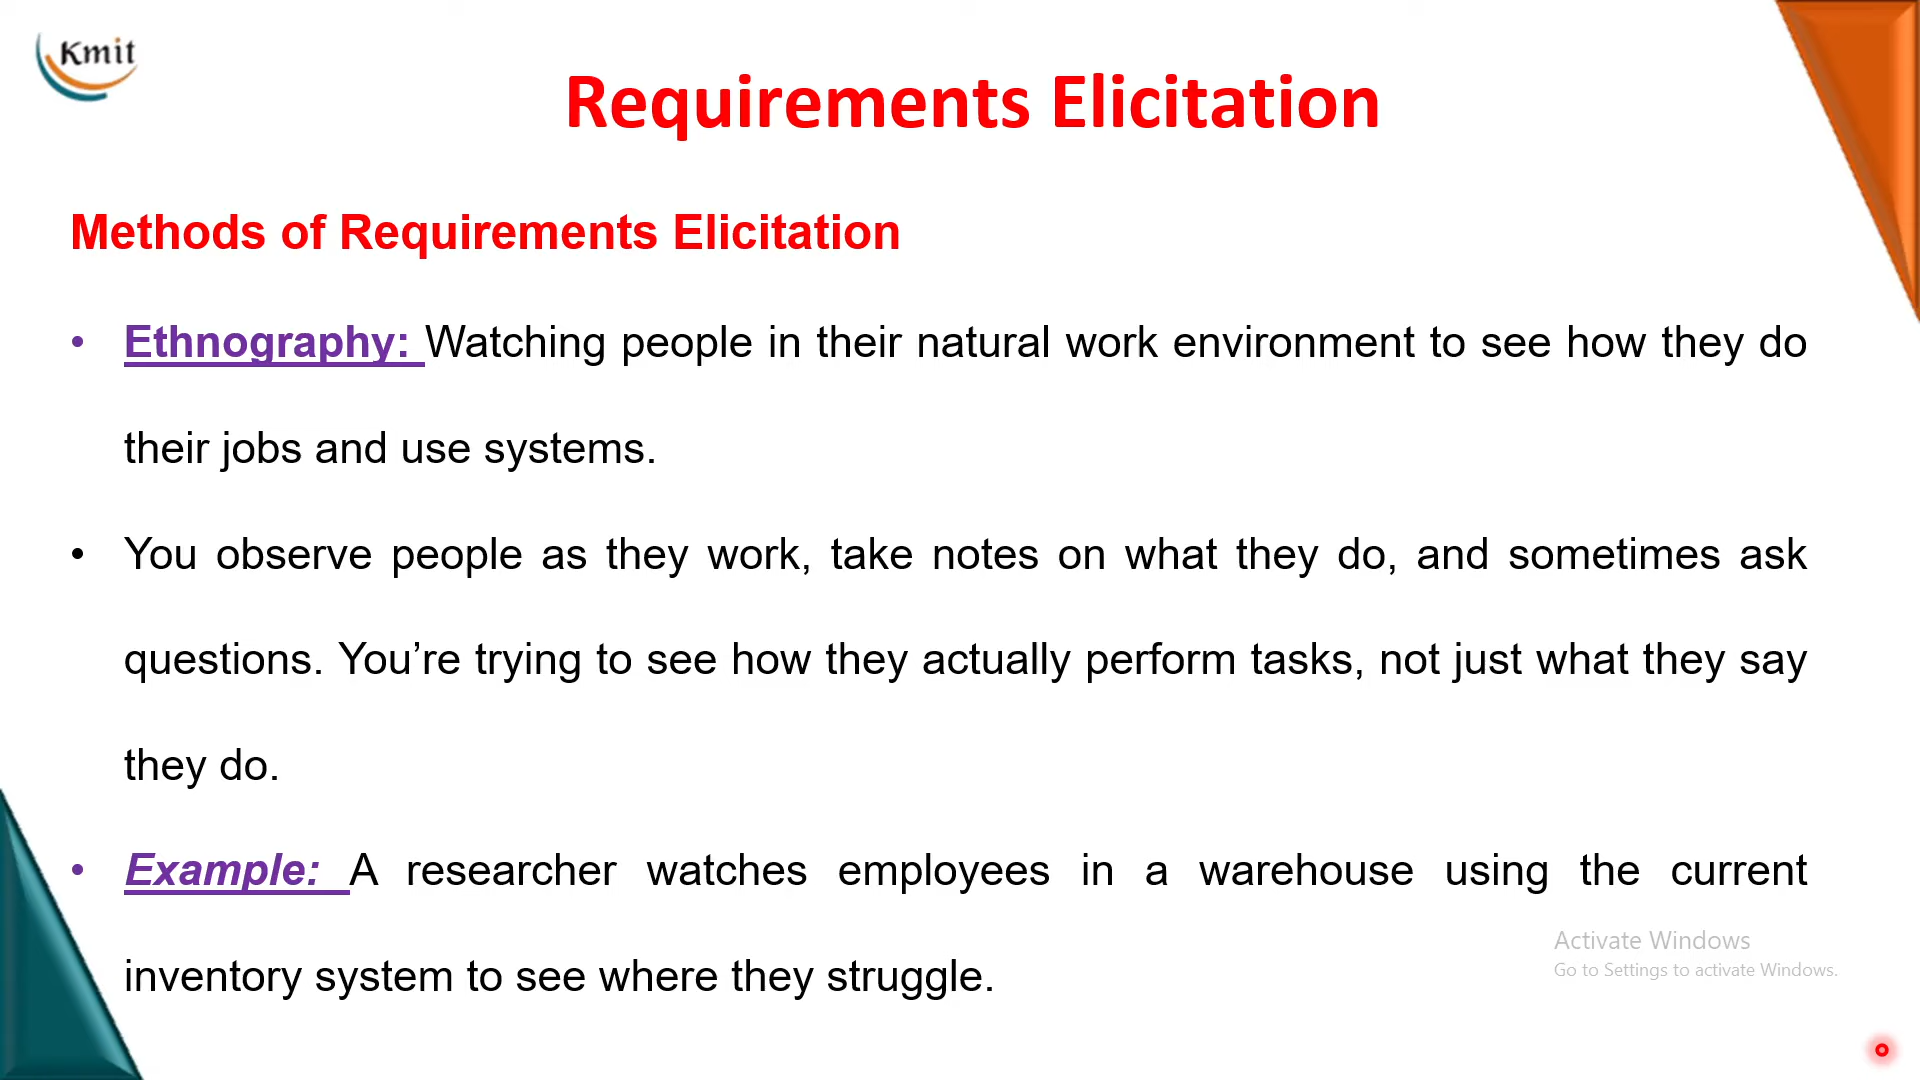 Kmit
Requirements Elicitation
Methods of Requirements Elicitation
• Ethnography: Watching people in their natural work environment to see how they do
their jobs and use systems.
• You observe people as they work, take notes on what they do, and sometimes ask
questions. You’re trying to see how they actually perform tasks, not just what they say
they do.
• Example: A researcher watches employees in a warehouse using the current
inventory system to see where they struggle.
Activate Windows
Go to Settings to activate Windows.